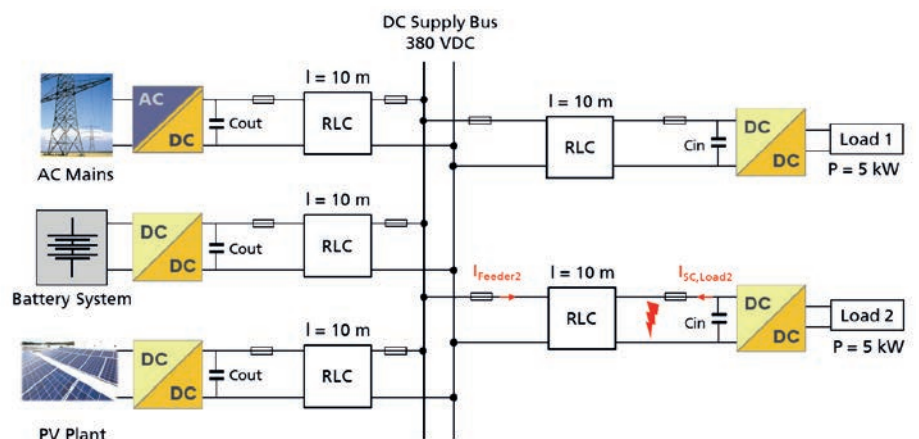 DC Supply Bus
380 VDC
l = 10 m
AC
DC
Cout
RLC
AC Mains
l = 10 m
RLC
Cin
DC
DC
Load 1
P = 5 kW
l = 10 m
DC
DC
Cout
RLC
Battery System
IFeeder2
l = 10 m
RLC
ISC,Load2
Cin
DC
DC
Load 2
P = 5 kW
l = 10 m
DC
DC
Cout
RLC
PV Plant